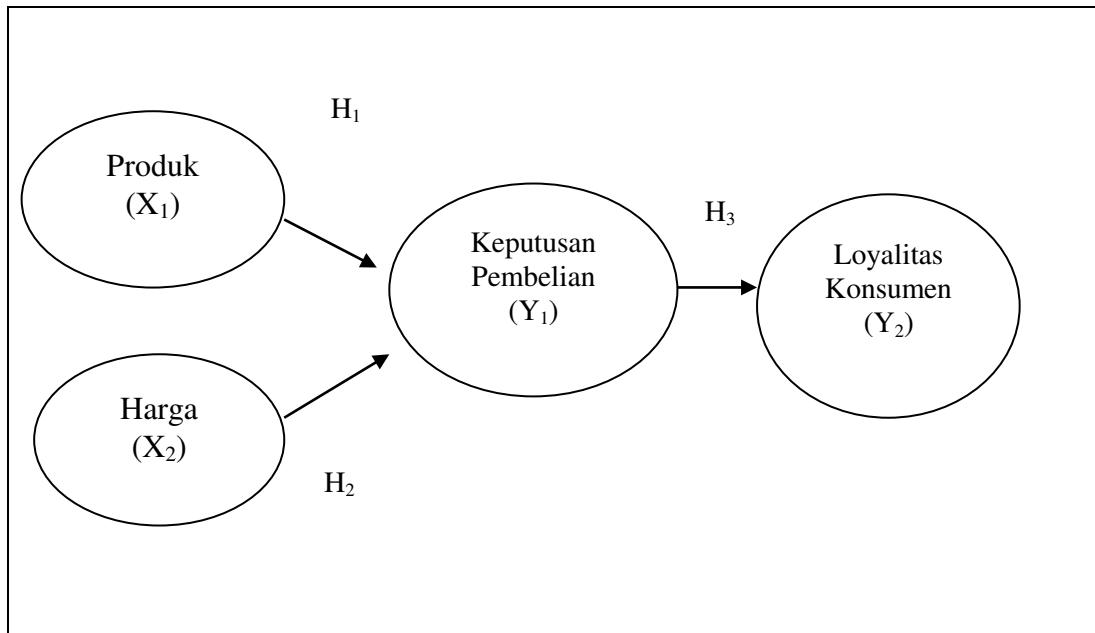 H₁
Produk
(X₁)
Keputusan
Pembelian
(Y₁)
H₃
Loyalitas
Konsumen
(Y₂)
Harga
(X₂)
H₂